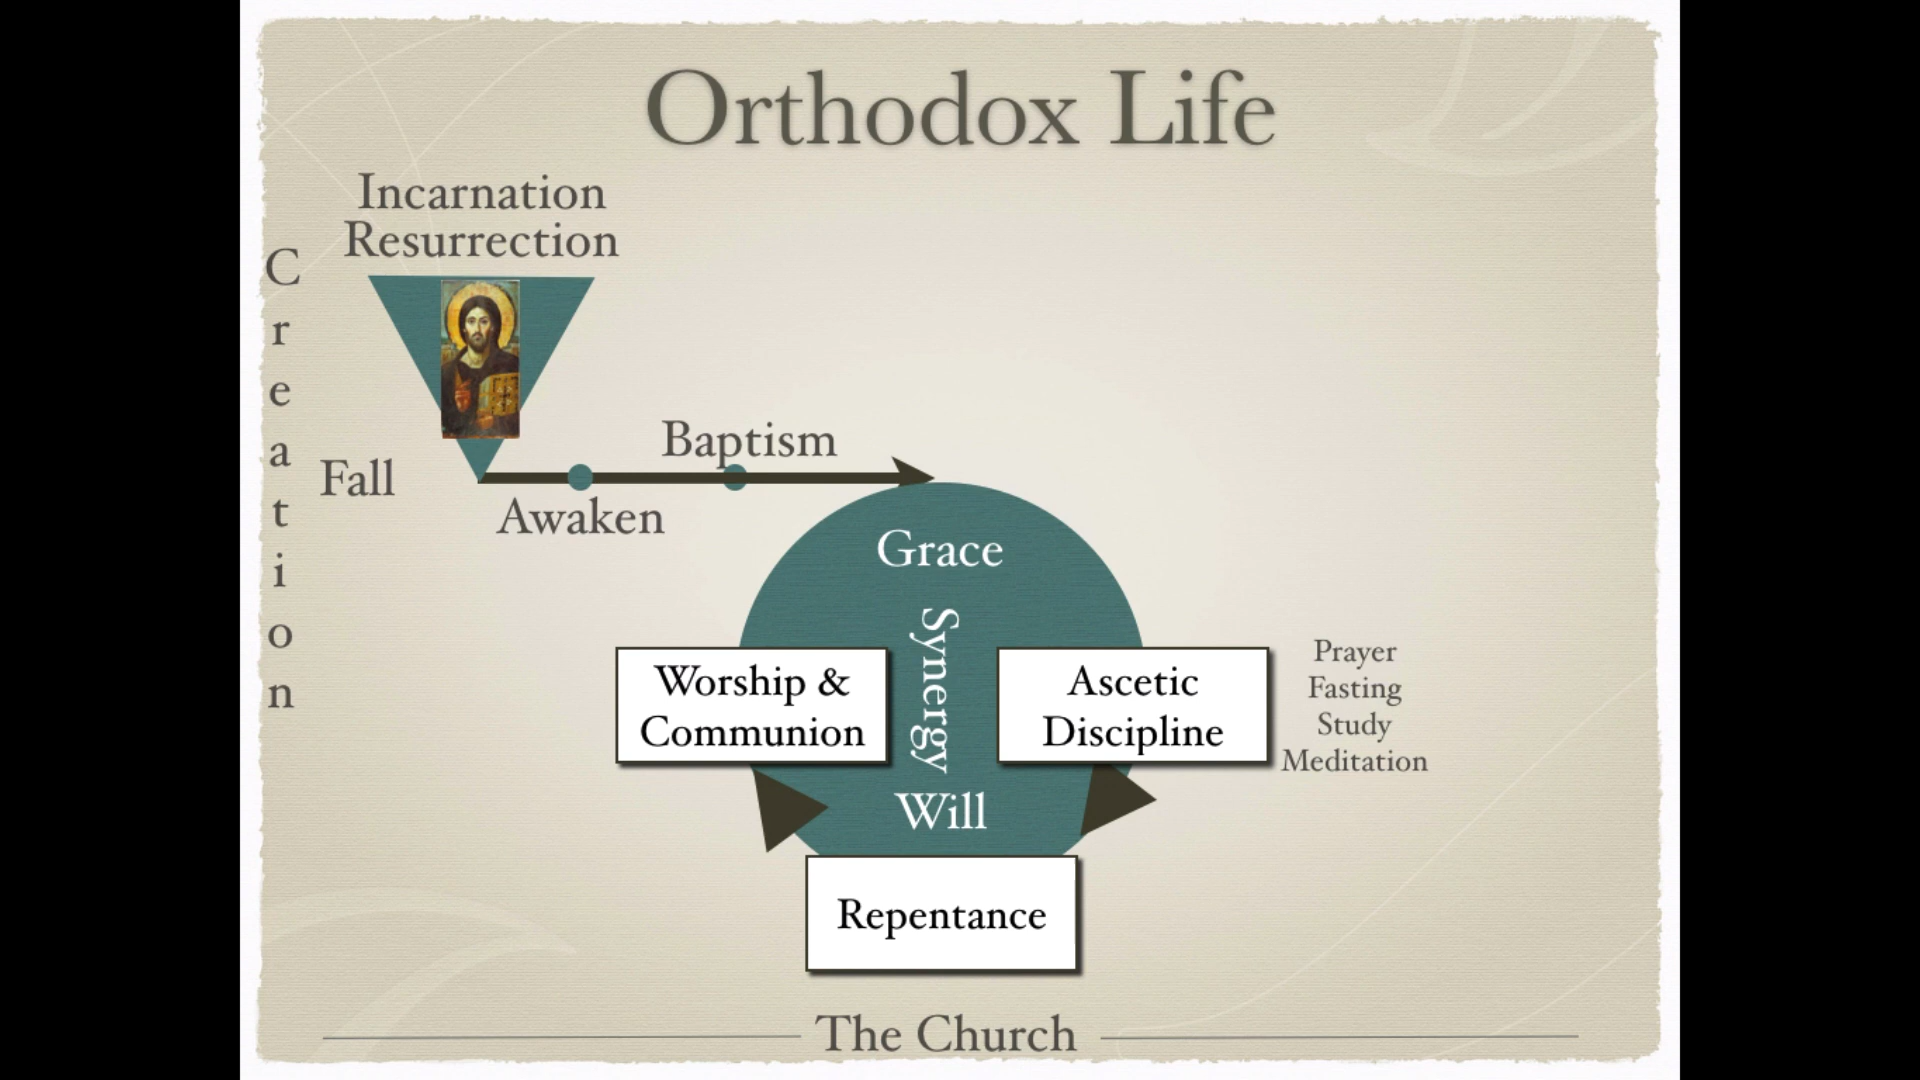 Orthodox Life
Incarnation
Resurrection
Creation
Fall
Baptism
Awaken
Grace
Synergy
Will
Worship &
Communion
Ascetic
Discipline
Prayer
Fasting
Study
Meditation
Repentance
The Church